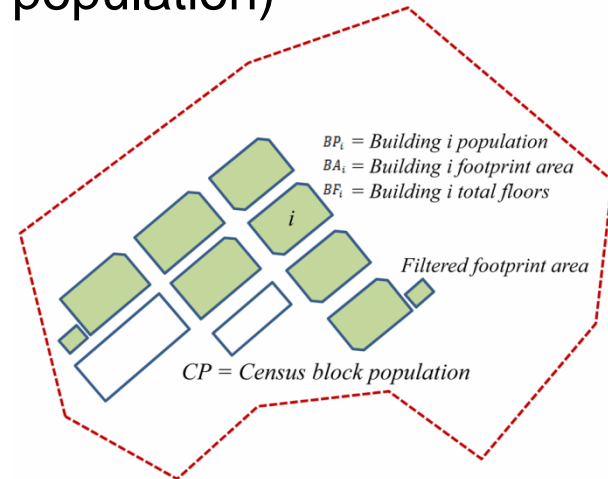 population)
BPᵢ = Building i population
BAᵢ = Building i footprint area
BFᵢ = Building i total floors
i
Filtered footprint area
CP = Census block population